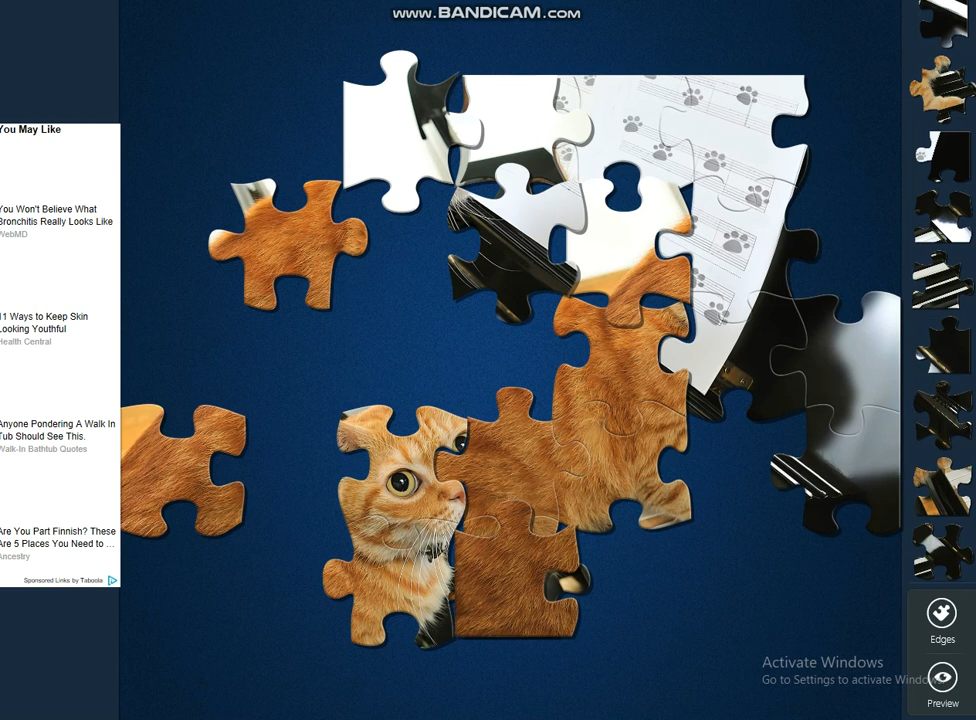 www.BANDICAM.com
You May Like
You Won't Believe What
Bronchitis Really Looks Like
WebMD
11 Ways to Keep Skin
Looking Youthful
Health Central
Anyone Pondering A Walk In
Tub Should See This.
Walk-In Bathtub Quotes
Are You Part Finnish? These
Are 5 Places You Need to ...
Ancestry
Sponsored Links by Taboola
Edges
Activate Windows
Go to Settings to activate Windows.
Preview